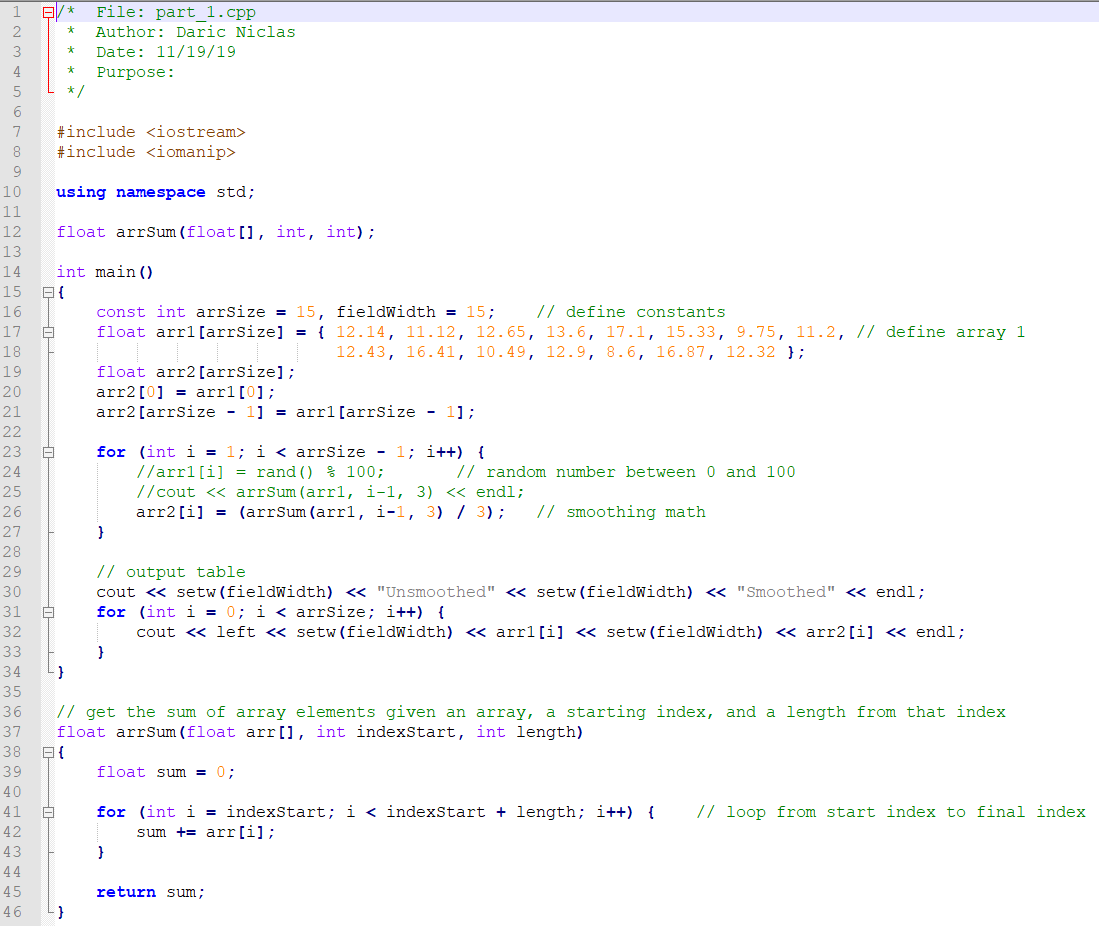 1 /*  File: part_1.cpp
2  *  Author: Daric Niclas
3  *  Date: 11/19/19
4  *  Purpose:
5  */
6
7 #include <iostream>
8 #include <iomanip>
9
10 using namespace std;
11
12 float arrSum(float[], int, int);
13
14 int main()
15 {
16     const int arrSize = 15, fieldWidth = 15;    // define constants
17     float arr1[arrSize] = { 12.14, 11.12, 12.65, 13.6, 17.1, 15.33, 9.75, 11.2, // define array 1
18                             12.43, 16.41, 10.49, 12.9, 8.6, 16.87, 12.32 };
19     float arr2[arrSize];
20     arr2[0] = arr1[0];
21     arr2[arrSize - 1] = arr1[arrSize - 1];
22
23     for (int i = 1; i < arrSize - 1; i++) {
24         //arr1[i] = rand() % 100;       // random number between 0 and 100
25         //cout << arrSum(arr1, i-1, 3) << endl;
26         arr2[i] = (arrSum(arr1, i-1, 3) / 3);   // smoothing math
27     }
28
29     // output table
30     cout << setw(fieldWidth) << "Unsmoothed" << setw(fieldWidth) << "Smoothed" << endl;
31     for (int i = 0; i < arrSize; i++) {
32         cout << left << setw(fieldWidth) << arr1[i] << setw(fieldWidth) << arr2[i] << endl;
33     }
34 }
35
36 // get the sum of array elements given an array, a starting index, and a length from that index
37 float arrSum(float arr[], int indexStart, int length)
38 {
39     float sum = 0;
40
41     for (int i = indexStart; i < indexStart + length; i++) {    // loop from start index to final index
42         sum += arr[i];
43     }
44
45     return sum;
46 }